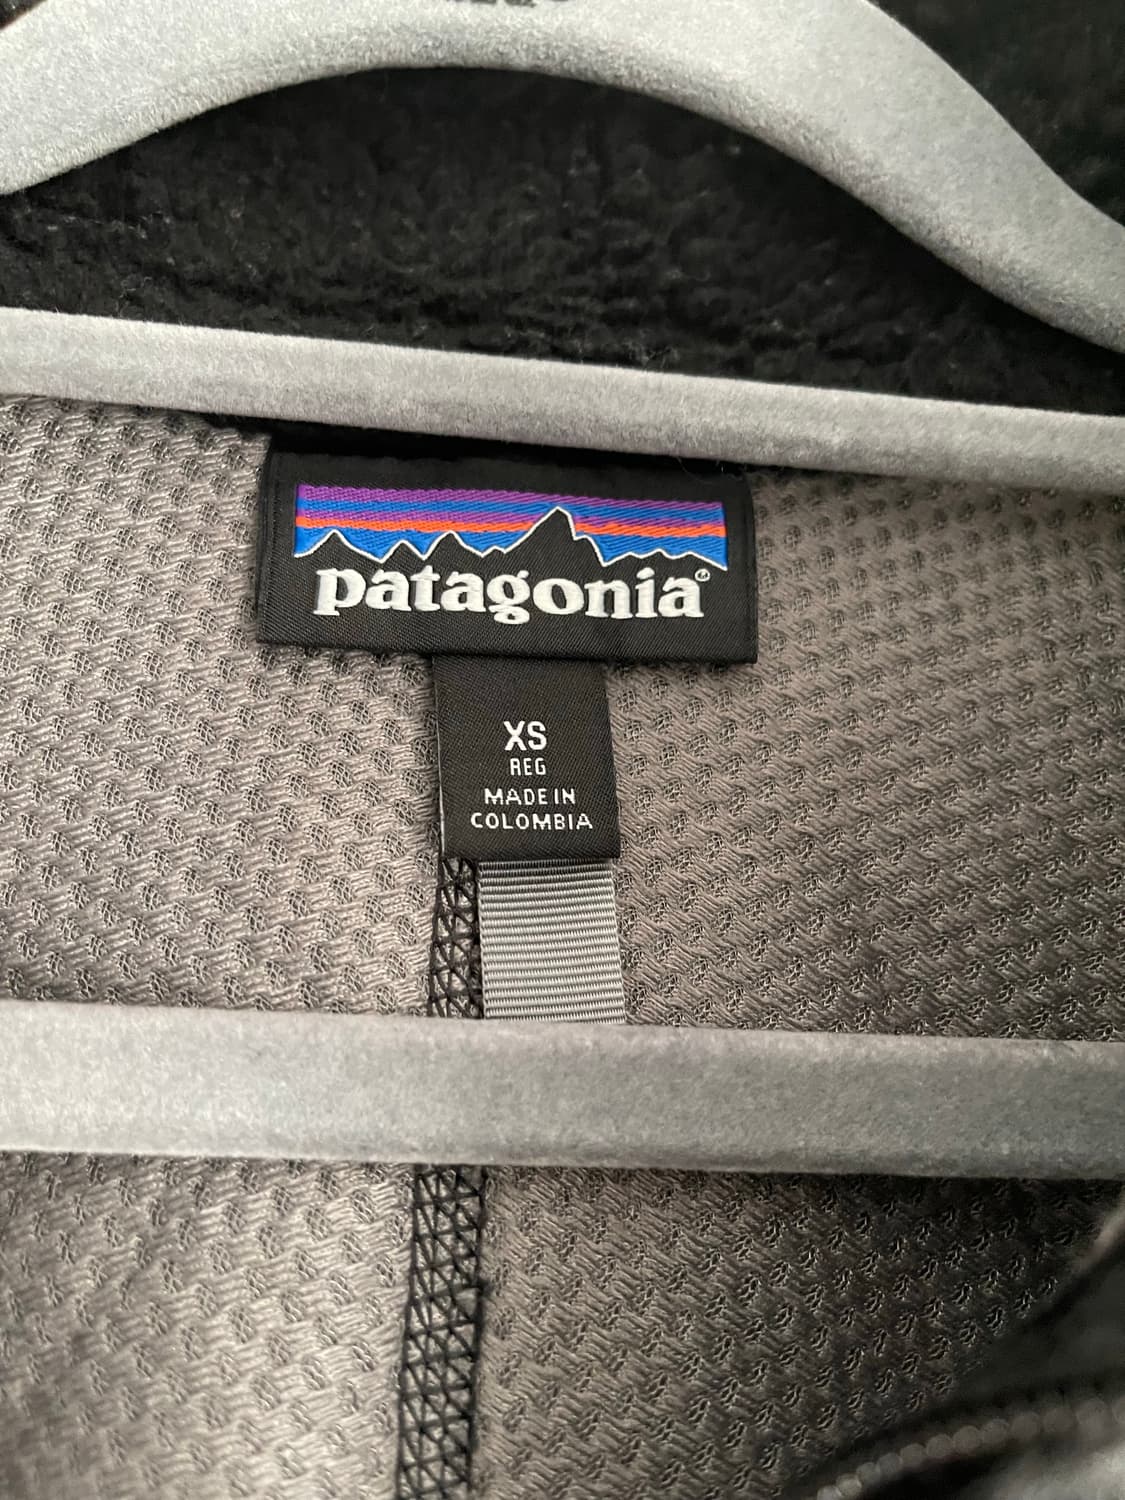 patagonia®
XS
REG
MADE IN
COLOMBIA